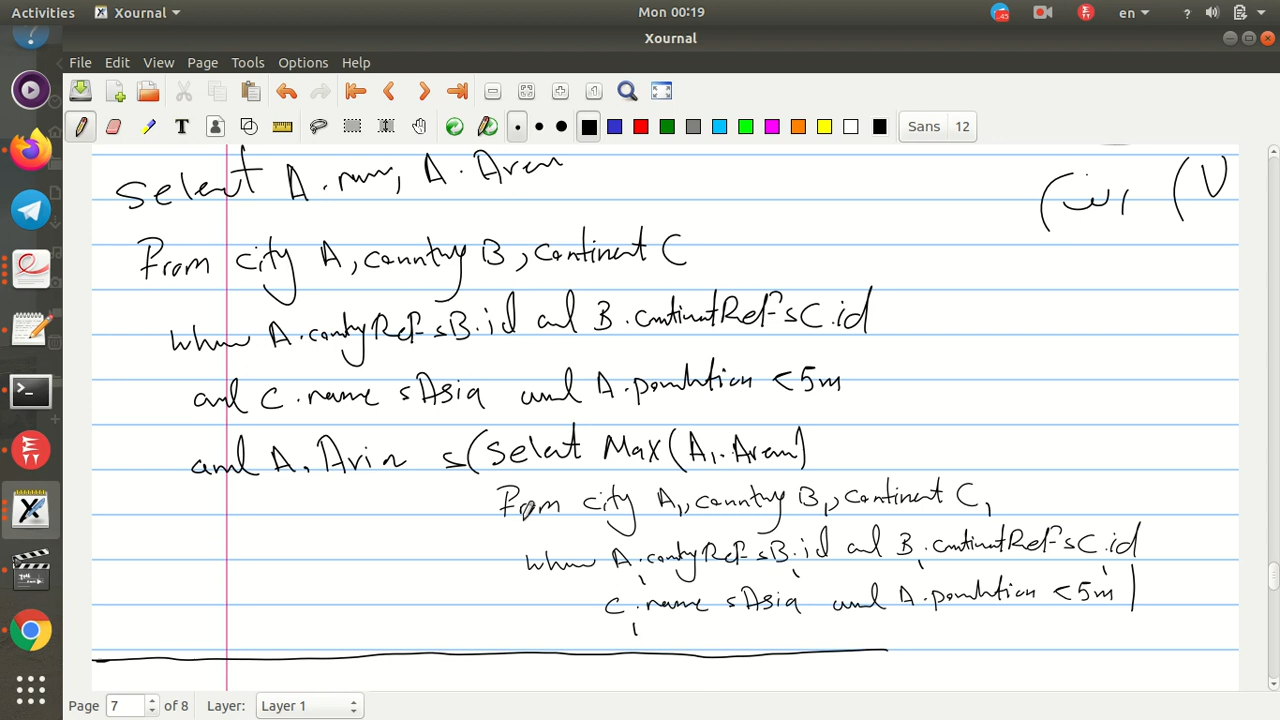 Activities Xournal Mon 00:19 en ?
Xournal
File Edit View Page Tools Options Help
Sans 12
Select A.name, A.Area
From city A, country B, continent C
where A.countryRef = B.id and B.continentRef = C.id
and C.name = Asia and A.population < 5m
and A.Area = (Select Max(A1.Area)
From city A1, country B1, continent C1
where A1.countryRef = B1.id and B1.continentRef = C1.id
C1.name = Asia and A.population < 5m)
Page 7 of 8 Layer: Layer 1